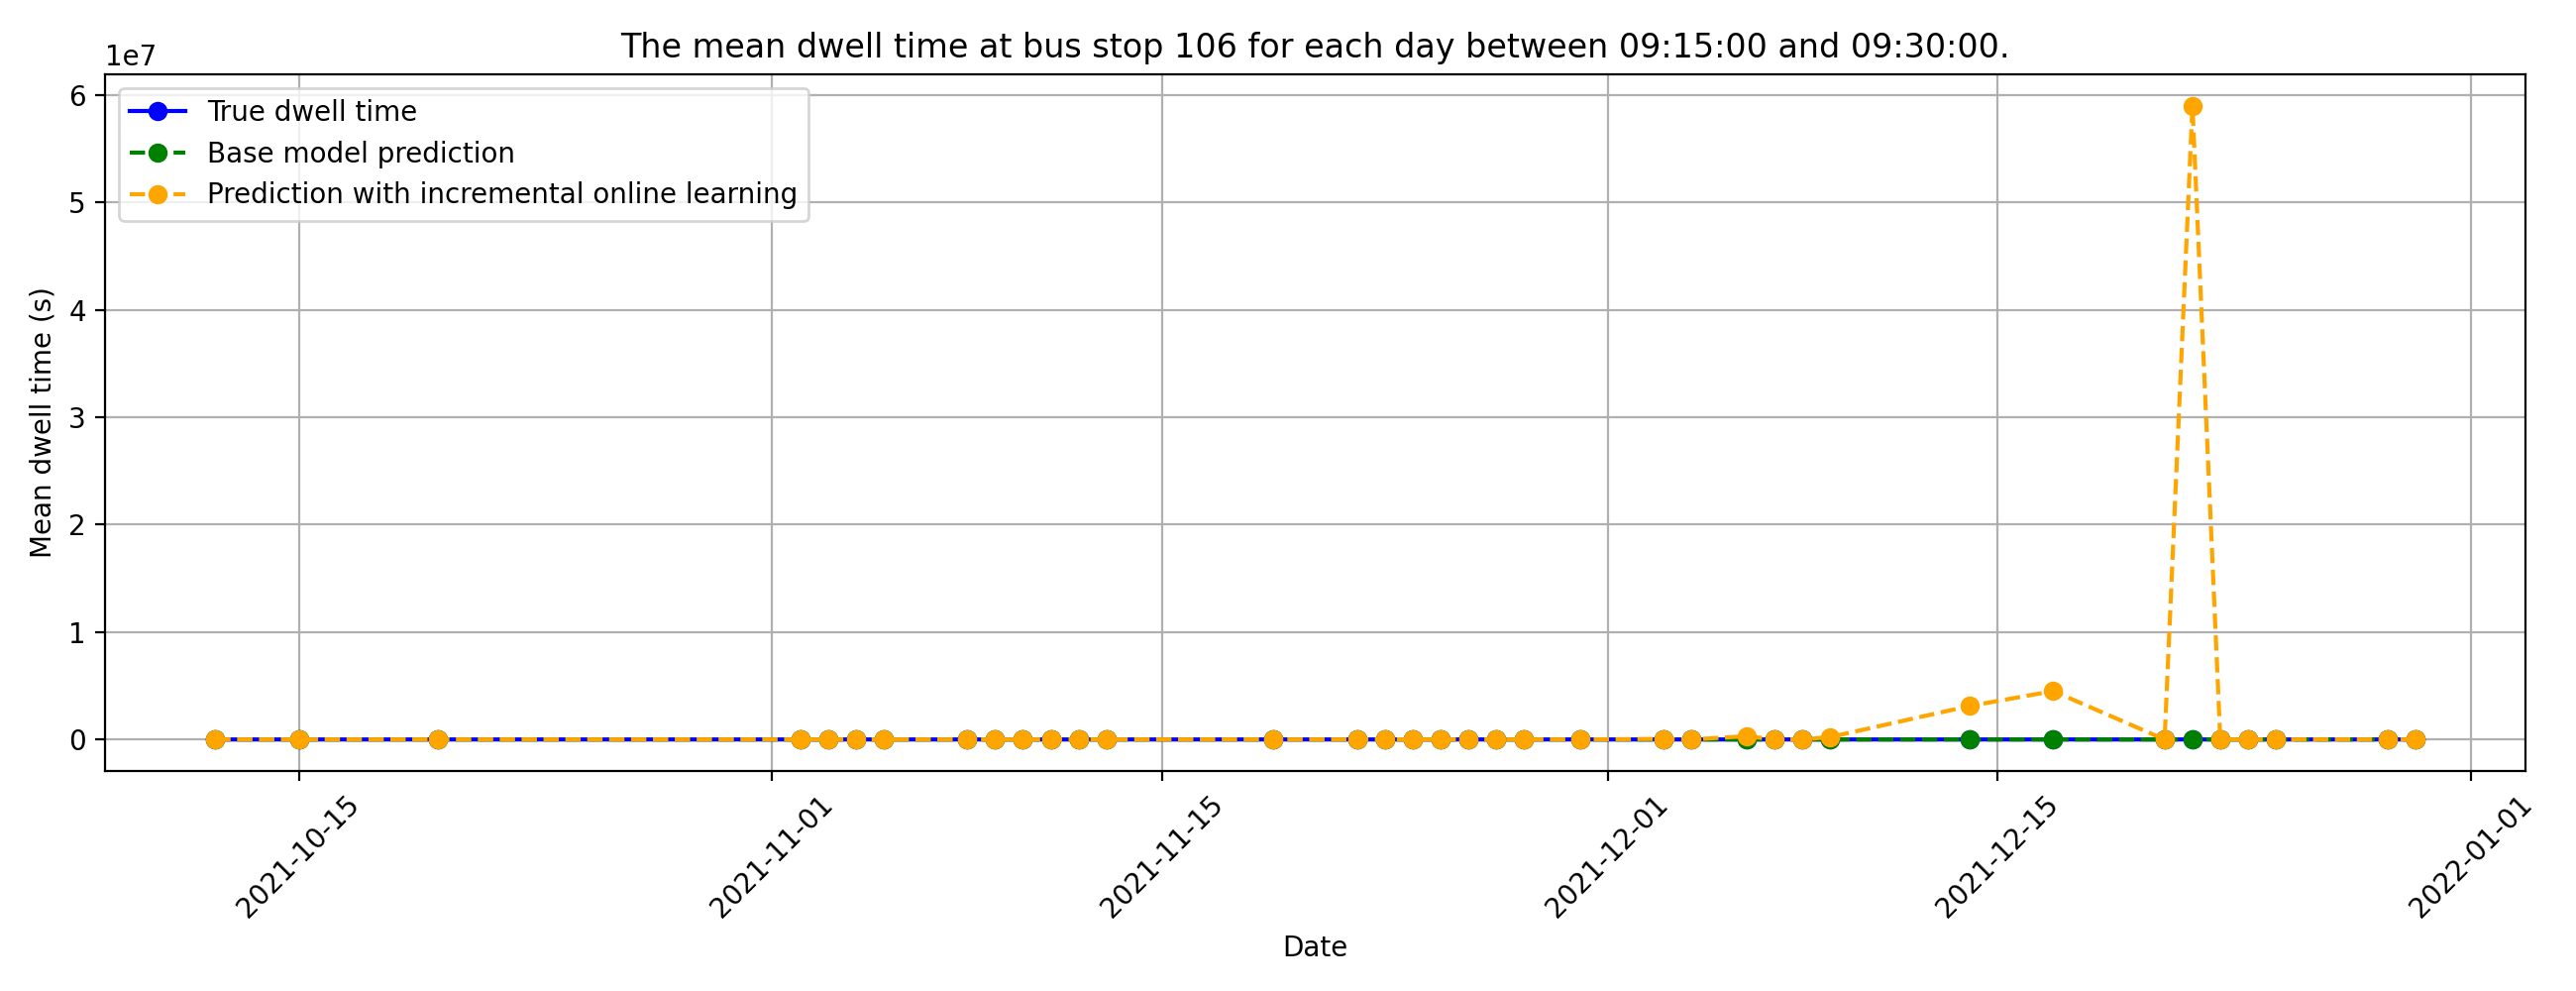 The mean dwell time at bus stop 106 for each day between 09:15:00 and 09:30:00.
1e7
True dwell time
Base model prediction
Prediction with incremental online learning
6
5
4
3
2
1
0
Mean dwell time (s)
2021-10-15
2021-11-01
2021-11-15
2021-12-01
2021-12-15
2022-01-01
Date